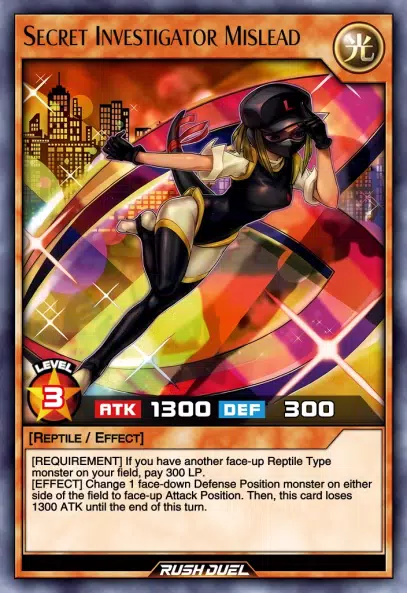 SECRET INVESTIGATOR MISLEAD
光
LEVEL
3
ATK 1300 DEF 300
[REPTILE / EFFECT]
[REQUIREMENT] If you have another face-up Reptile Type
monster on your field, pay 300 LP.
[EFFECT] Change 1 face-down Defense Position monster on either
side of the field to face-up Attack Position. Then, this card loses
1300 ATK until the end of this turn.
RUSH DUEL